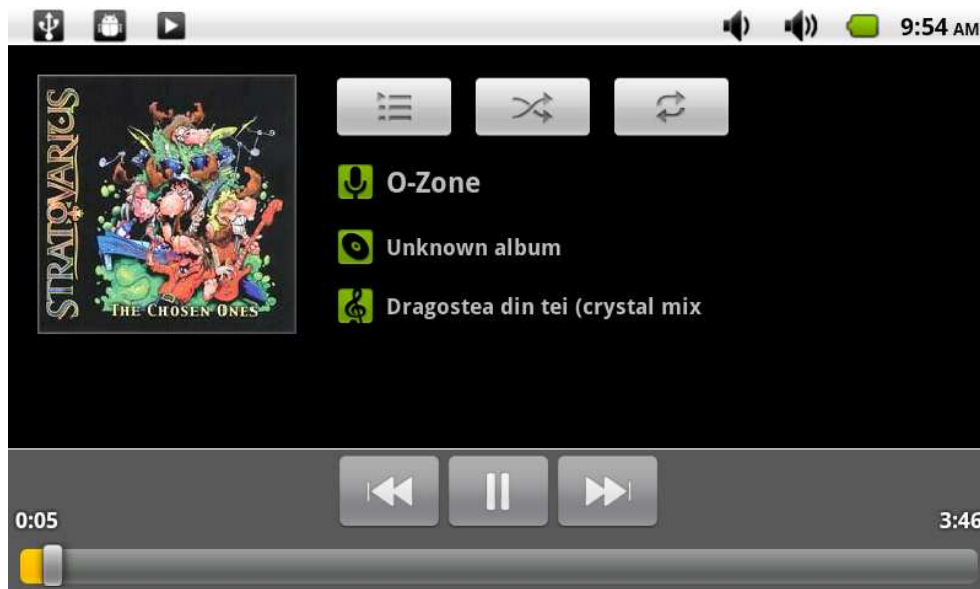 9:54 AM
STRATOVARIUS
THE CHOSEN ONES
O-Zone
Unknown album
Dragostea din tei (crystal mix
0:05
3:46